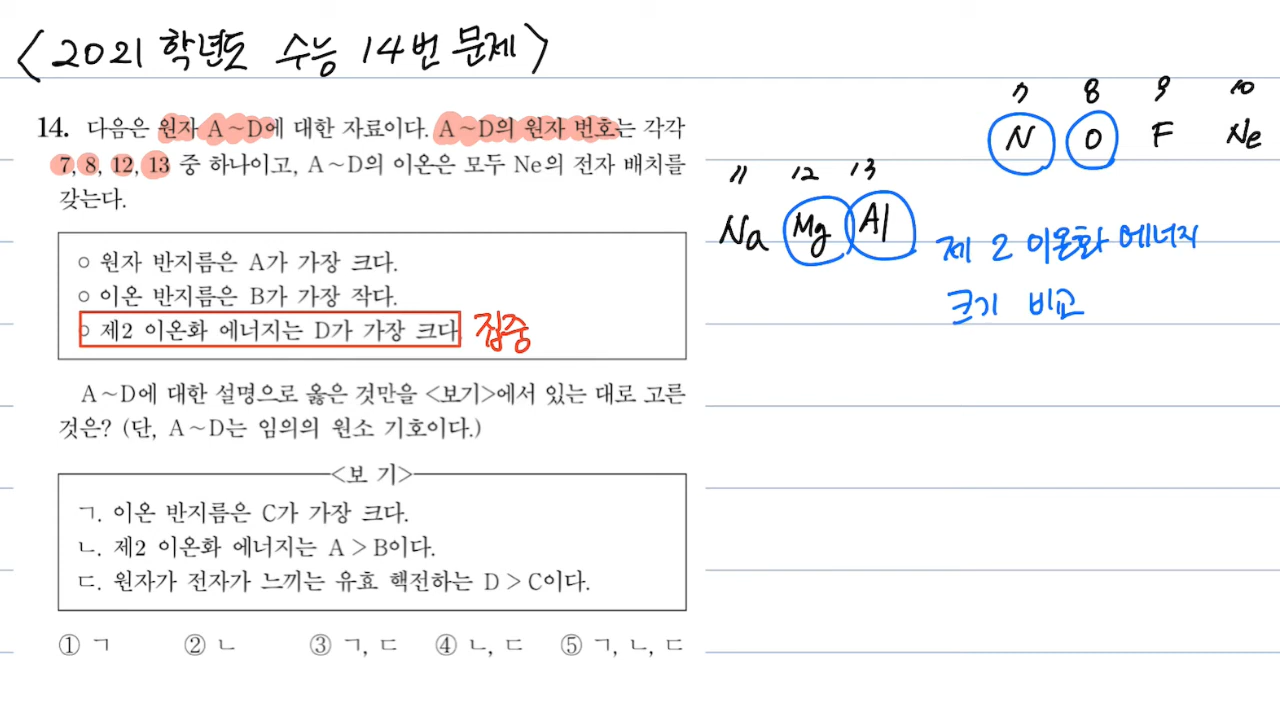 <2021 학년도 수능 14번 문제>
14. 다음은 원자 A~D에 대한 자료이다. A~D의 원자 번호는 각각
7, 8, 12, 13 중 하나이고, A~D의 이온은 모두 Ne의 전자 배치를
갖는다.
○ 원자 반지름은 A가 가장 크다.
○ 이온 반지름은 B가 가장 작다.
○ 제2 이온화 에너지는 D가 가장 크다
집중
A~D에 대한 설명으로 옳은 것만을 <보기>에서 있는 대로 고른
것은? (단, A~D는 임의의 원소 기호이다.)
<보 기>
ㄱ. 이온 반지름은 C가 가장 크다.
ㄴ. 제2 이온화 에너지는 A > B이다.
ㄷ. 원자가 전자가 느끼는 유효 핵전하는 D > C이다.
① ㄱ ② ㄴ ③ ㄱ, ㄷ ④ ㄴ, ㄷ ⑤ ㄱ, ㄴ, ㄷ
7 8 9 10
N O F Ne
11 12 13
Na Mg Al
제 2 이온화 에너지
크기 비교